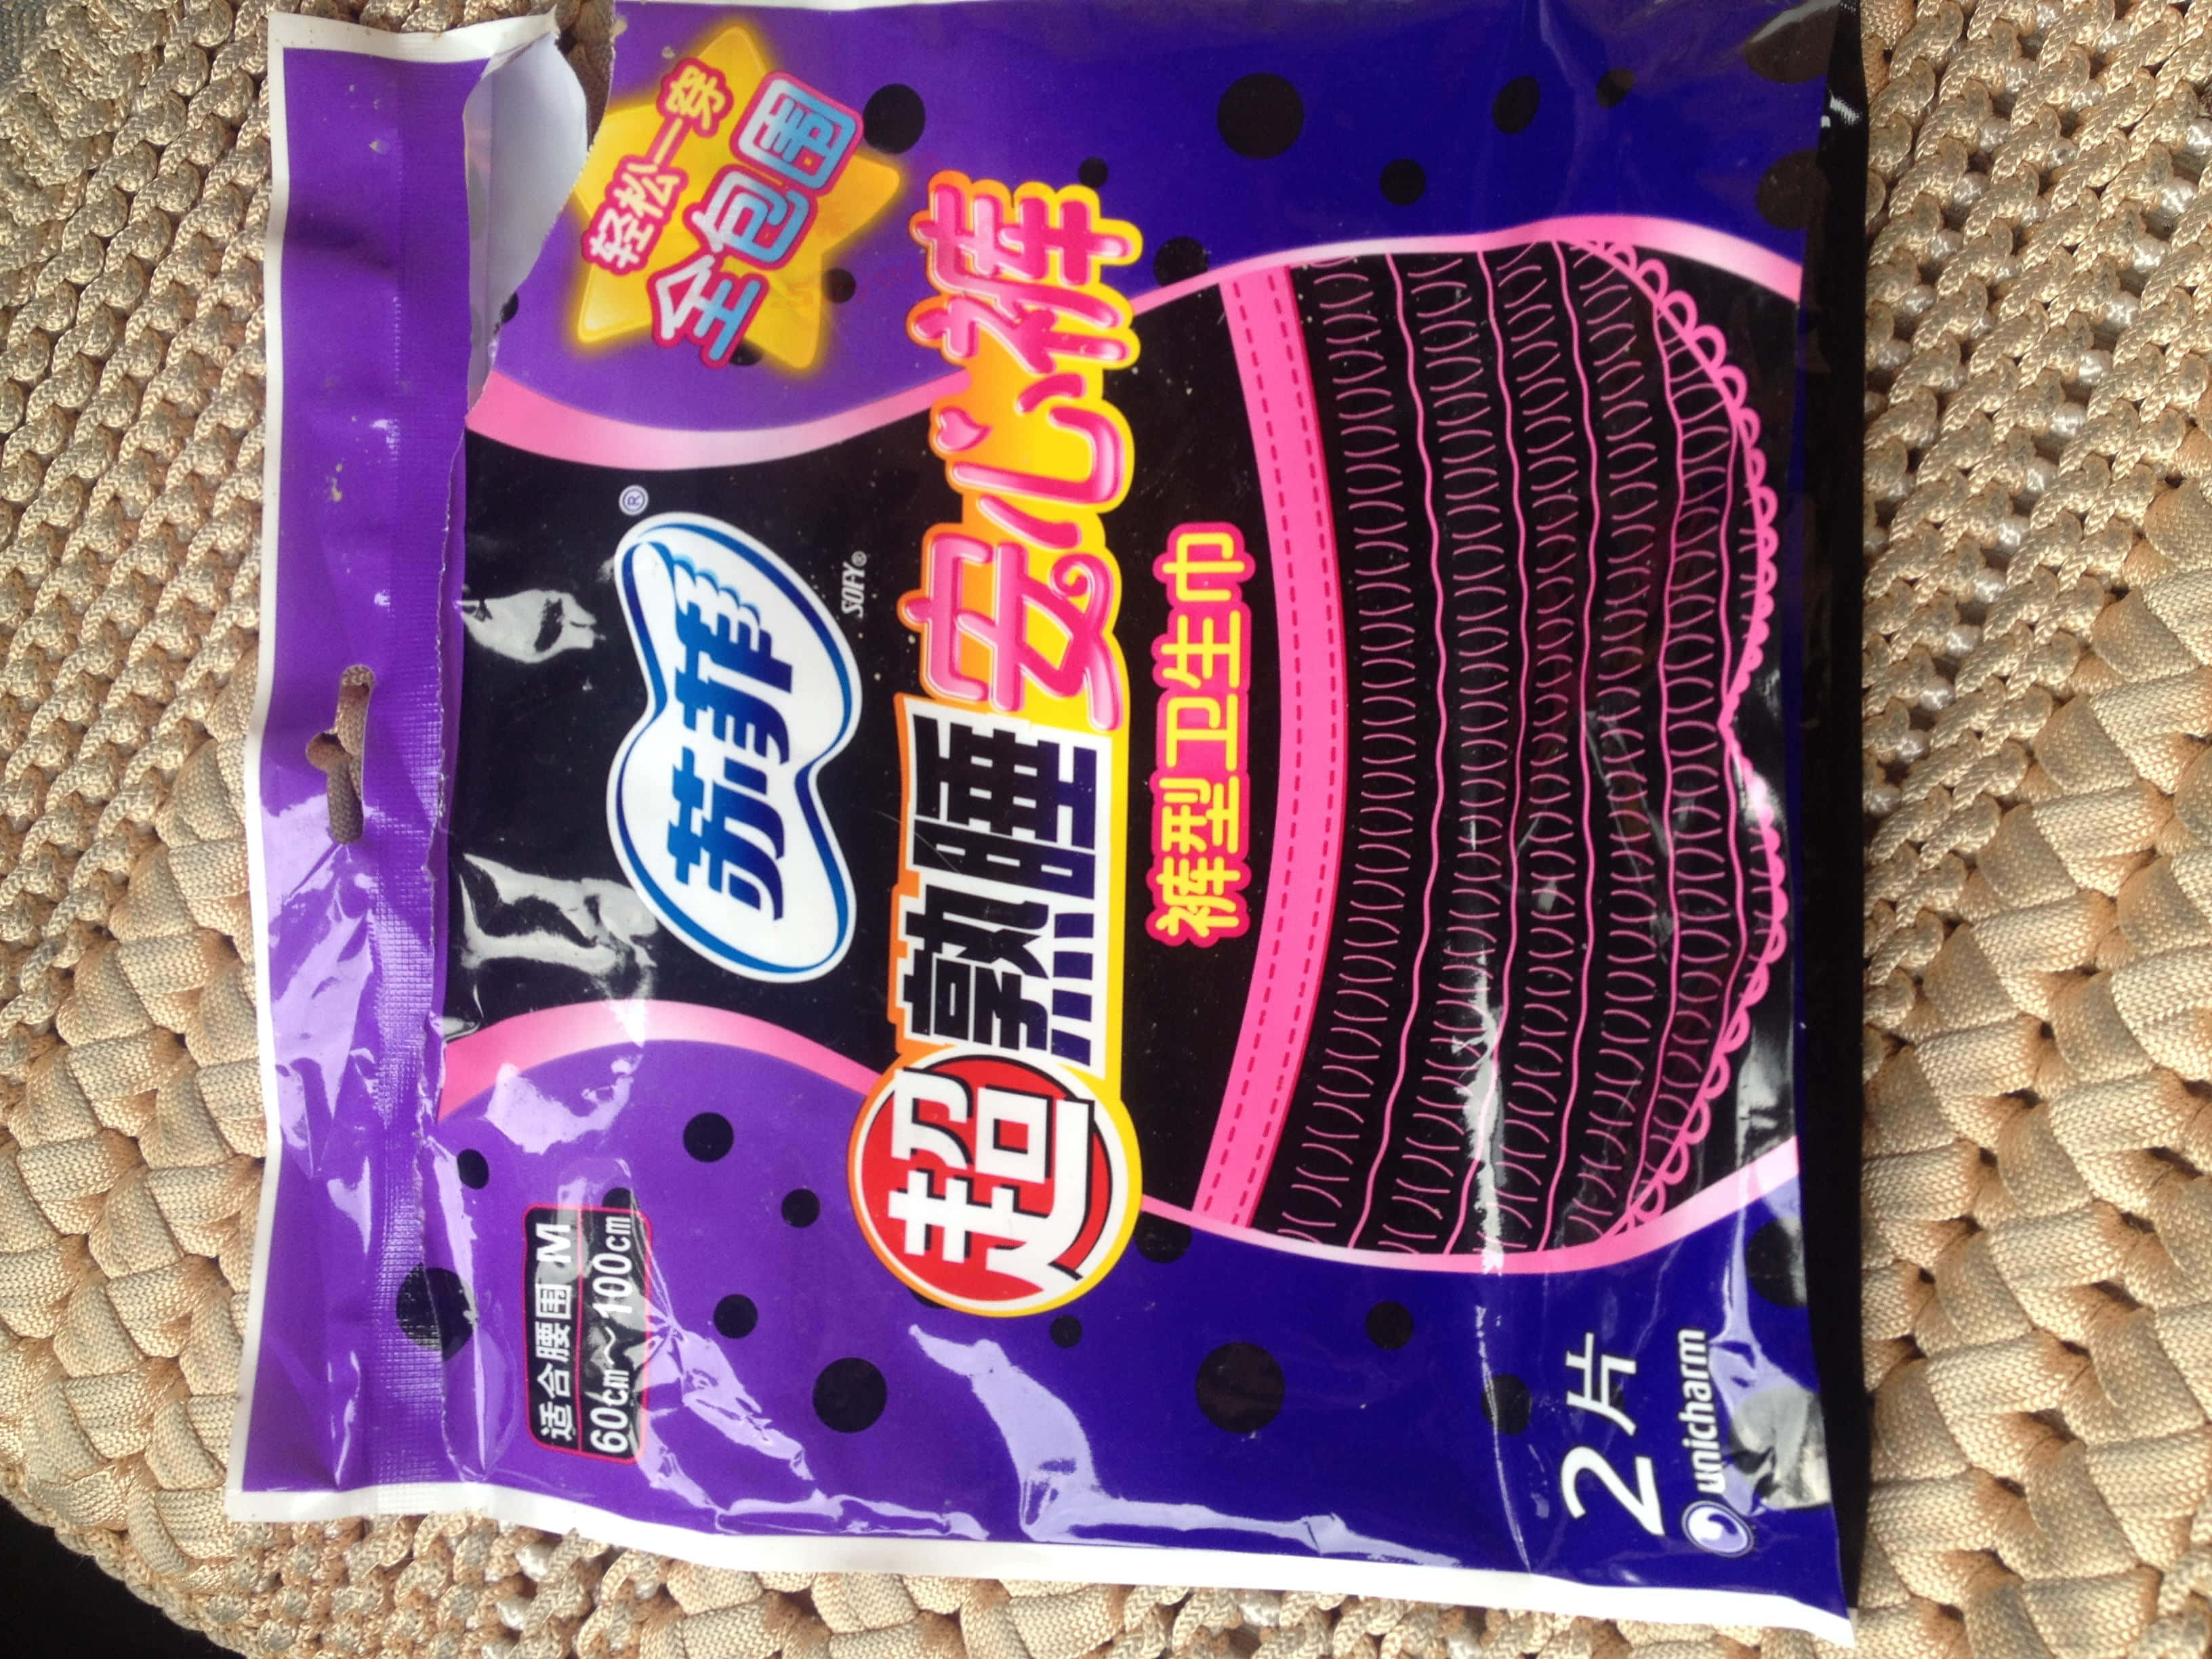 轻松一穿
全包围
苏菲®
SOFY®
超熟睡安心裤
裤型卫生巾
适合腰围 M
60cm～100cm
2片
unicharm